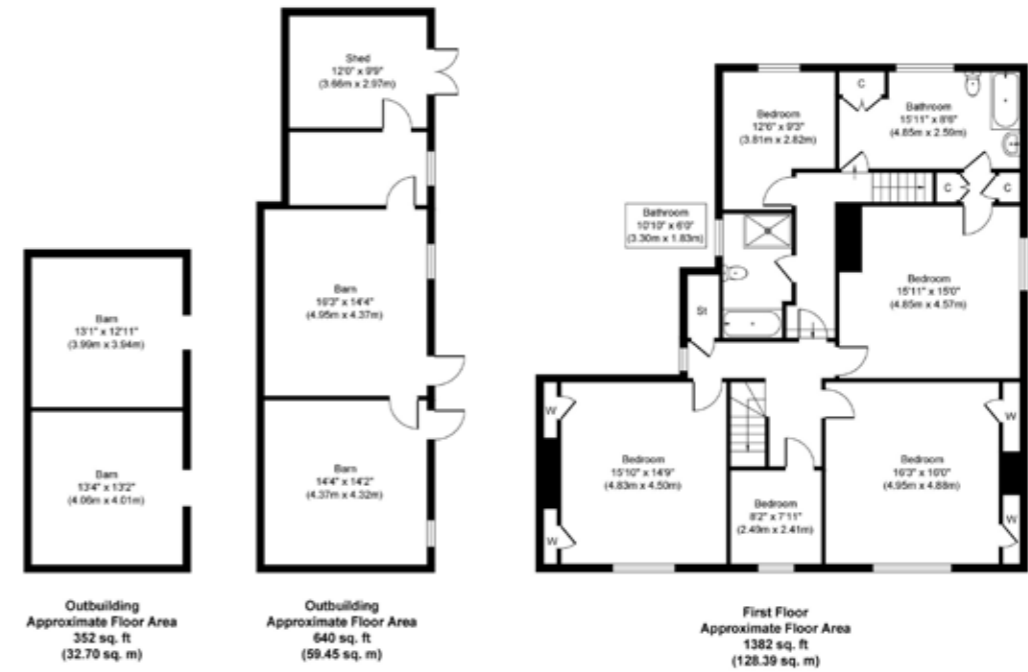 Shed
12'0" x 9'9"
(3.66m x 2.97m)
Barn
16'3" x 14'4"
(4.95m x 4.37m)
Barn
14'4" x 14'2"
(4.37m x 4.32m)
Barn
13'1" x 12'11"
(3.99m x 3.94m)
Barn
13'4" x 13'2"
(4.06m x 4.01m)
Outbuilding
Approximate Floor Area
352 sq. ft
(32.70 sq. m)
Outbuilding
Approximate Floor Area
640 sq. ft
(59.45 sq. m)
Bedroom
12'6" x 9'3"
(3.81m x 2.82m)
C
Bathroom
15'11" x 8'6"
(4.85m x 2.59m)
C
C
Bathroom
10'10" x 6'0"
(3.30m x 1.83m)
St
Bedroom
15'11" x 15'0"
(4.85m x 4.57m)
W
Bedroom
15'10" x 14'9"
(4.83m x 4.50m)
W
Bedroom
8'2" x 7'11"
(2.49m x 2.41m)
Bedroom
16'3" x 16'0"
(4.95m x 4.88m)
W
W
First Floor
Approximate Floor Area
1382 sq. ft
(128.39 sq. m)